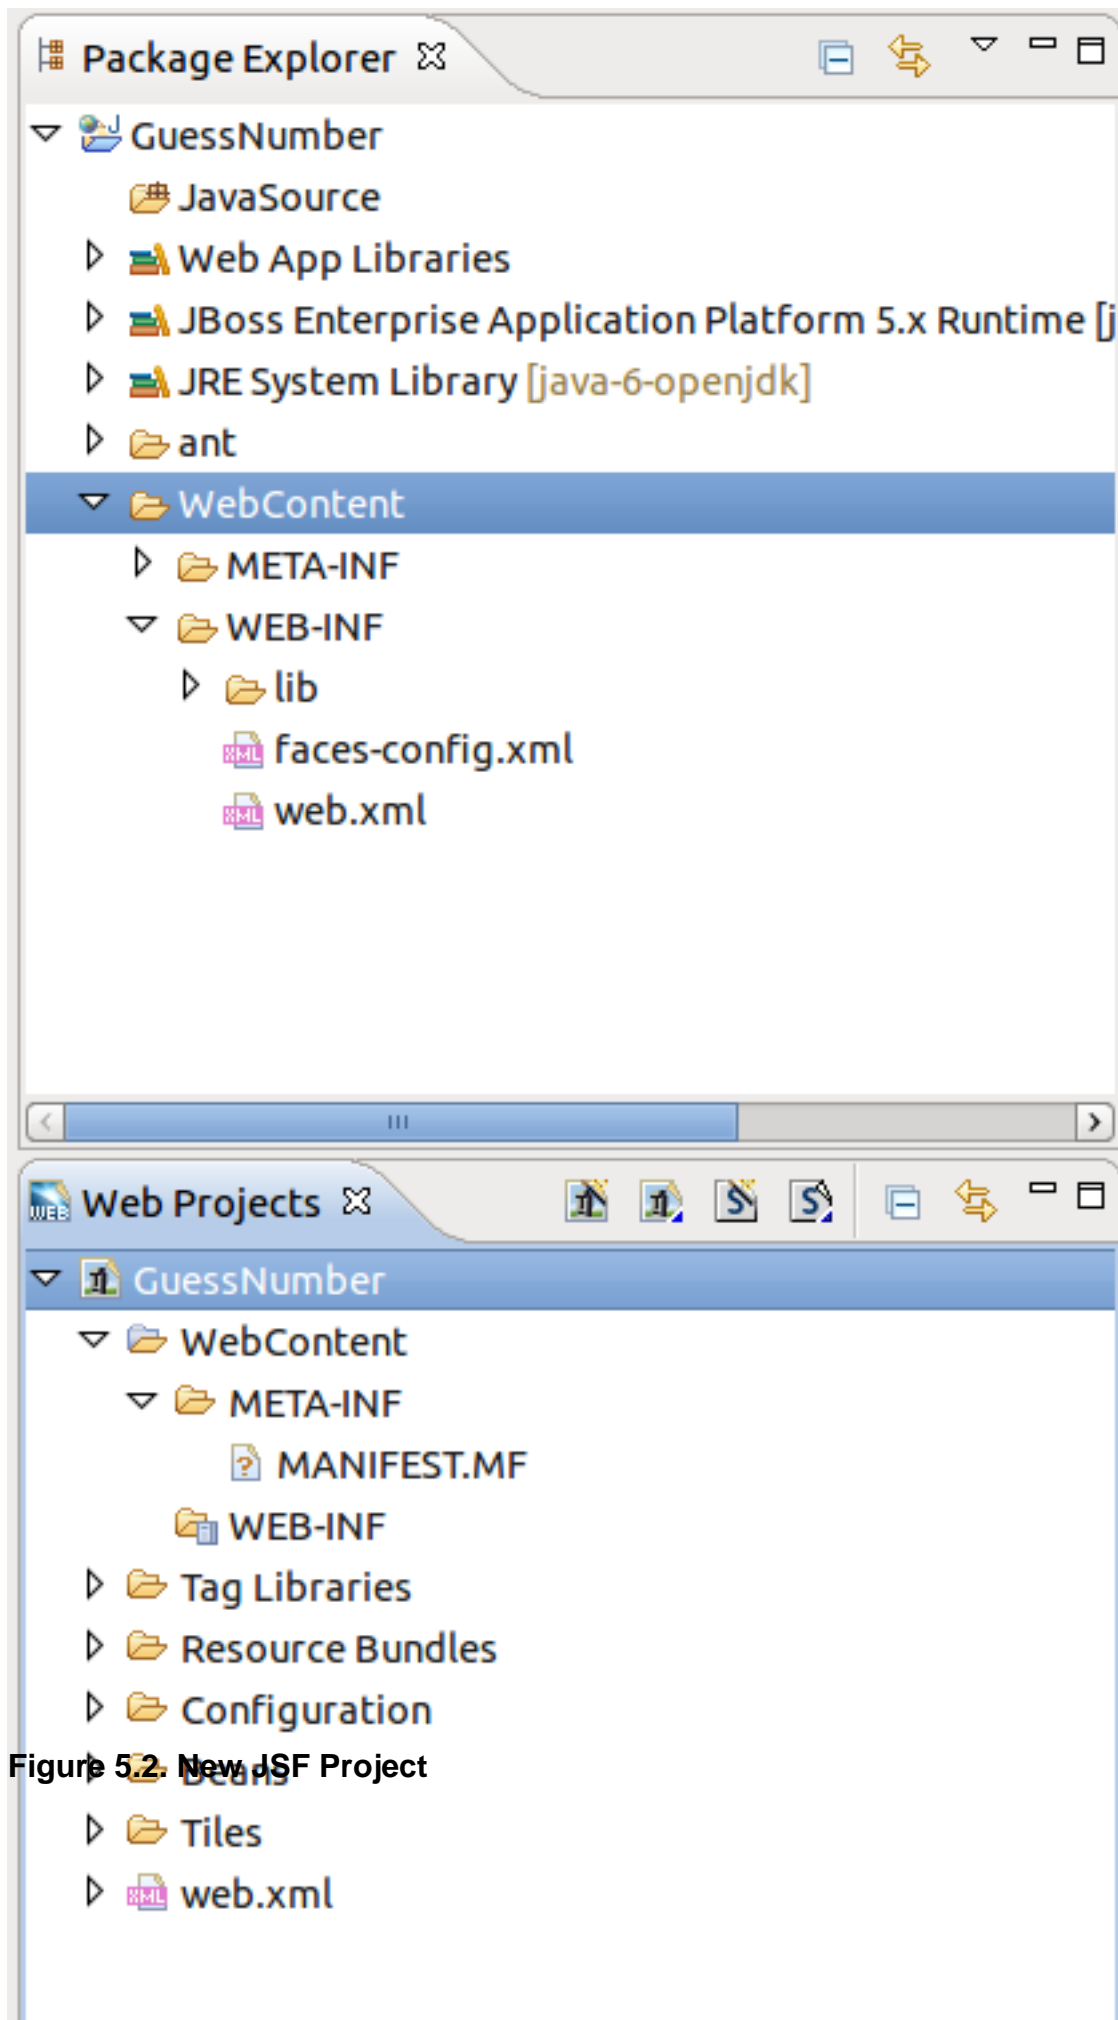 Package Explorer
GuessNumber
JavaSource
Web App Libraries
JBoss Enterprise Application Platform 5.x Runtime [j
JRE System Library [java-6-openjdk]
ant
WebContent
META-INF
WEB-INF
lib
faces-config.xml
web.xml
Web Projects
GuessNumber
WebContent
META-INF
MANIFEST.MF
WEB-INF
Tag Libraries
Resource Bundles
Configuration
Figure 5.2. New JSF Project
Beans
Tiles
web.xml